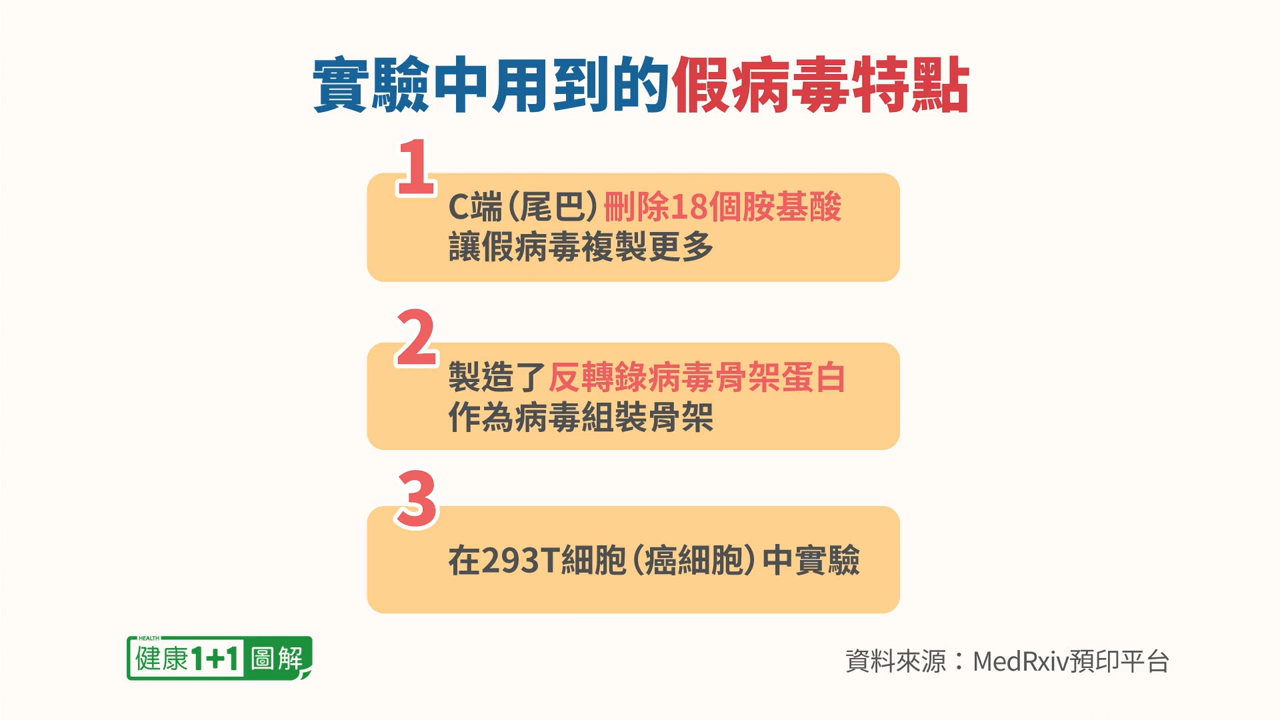 實驗中用到的假病毒特點
1
C端（尾巴）刪除18個胺基酸
讓假病毒複製更多
2
製造了反轉錄病毒骨架蛋白
作為病毒組裝骨架
3
在293T細胞（癌細胞）中實驗
HEALTH
健康1+1 圖解
資料來源：MedRxiv預印平台